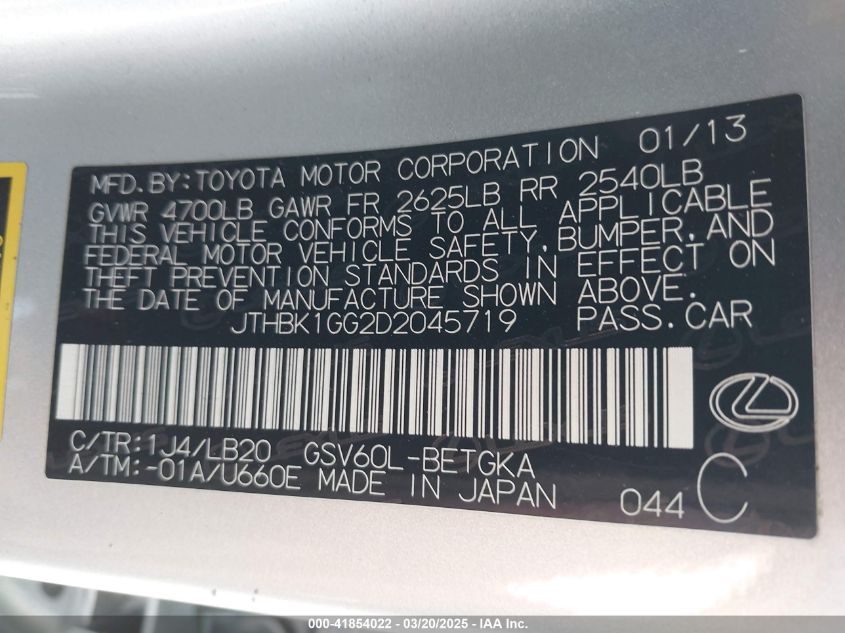 MFD.BY:TOYOTA MOTOR CORPORATION 01/13
GVWR 4700LB GAWR FR 2625LB RR 2540LB
THIS VEHICLE CONFORMS TO ALL APPLICABLE
FEDERAL MOTOR VEHICLE SAFETY,BUMPER,AND
THEFT PREVENTION STANDARDS IN EFFECT ON
THE DATE OF MANUFACTURE SHOWN ABOVE.
JTHBK1GG2D2045719 PASS.CAR
C/TR:1J4/LB20 GSV60L-BETGKA
A/TM:-01A/U660E MADE IN JAPAN 044 C
000-41854022 - 03/20/2025 - IAA Inc.